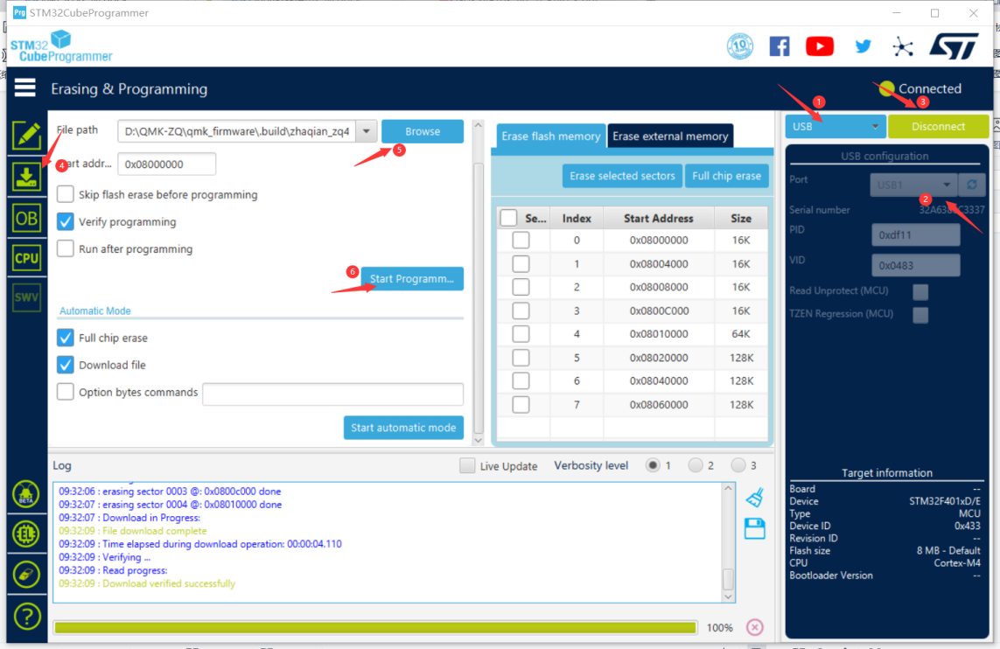 Prg STM32CubeProgrammer
STM32
CubeProgrammer
10
Erasing & Programming
Connected
1
3
File path
D:\QMK-ZQ\qmk_firmware\.build\zhaqian_zq4
Browse
5
4
0x08000000
Skip flash erase before programming
Verify programming
Run after programming
6
Start Programm...
Automatic Mode
Full chip erase
Download file
Option bytes commands
Start automatic mode
OB
CPU
SWV
Erase flash memory
Erase external memory
Erase selected sectors
Full chip erase
Se... Index Start Address Size
0 0x08000000 16K
1 0x08004000 16K
2 0x08008000 16K
3 0x0800C000 16K
4 0x08010000 64K
5 0x08020000 128K
6 0x08040000 128K
7 0x08060000 128K
USB
Disconnect
USB configuration
Port USB1
2
Serial number
PID 0xdf11
VID 0x0483
Read Unprotect (MCU)
TZEN Regression (MCU)
Log
Live Update Verbosity level 1 2 3
09:32:06 : erasing sector 0003 @: 0x0800c000 done
09:32:07 : erasing sector 0004 @: 0x08010000 done
09:32:07 : Download in Progress:
09:32:09 : File download complete
09:32:09 : Time elapsed during download operation: 00:00:04.110
09:32:09 : Verifying ...
09:32:09 : Read progress:
09:32:09 : Download verified successfully
100%
BETA
?
Target information
Board --
Device STM32F401xD/E
Type MCU
Device ID 0x433
Revision ID --
Flash size 8 MB - Default
CPU Cortex-M4
Bootloader Version --